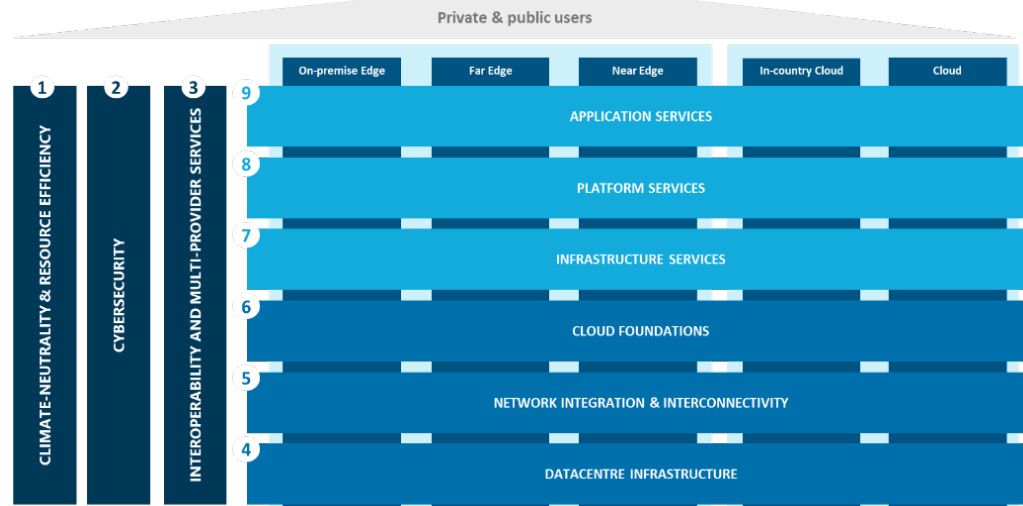 Private & public users
On-premise Edge
Far Edge
Near Edge
In-country Cloud
Cloud
1
CLIMATE-NEUTRALITY & RESOURCE EFFICIENCY
2
CYBERSECURITY
3
INTEROPERABILITY AND MULTI-PROVIDER SERVICES
9
APPLICATION SERVICES
8
PLATFORM SERVICES
7
INFRASTRUCTURE SERVICES
6
CLOUD FOUNDATIONS
5
NETWORK INTEGRATION & INTERCONNECTIVITY
4
DATACENTRE INFRASTRUCTURE